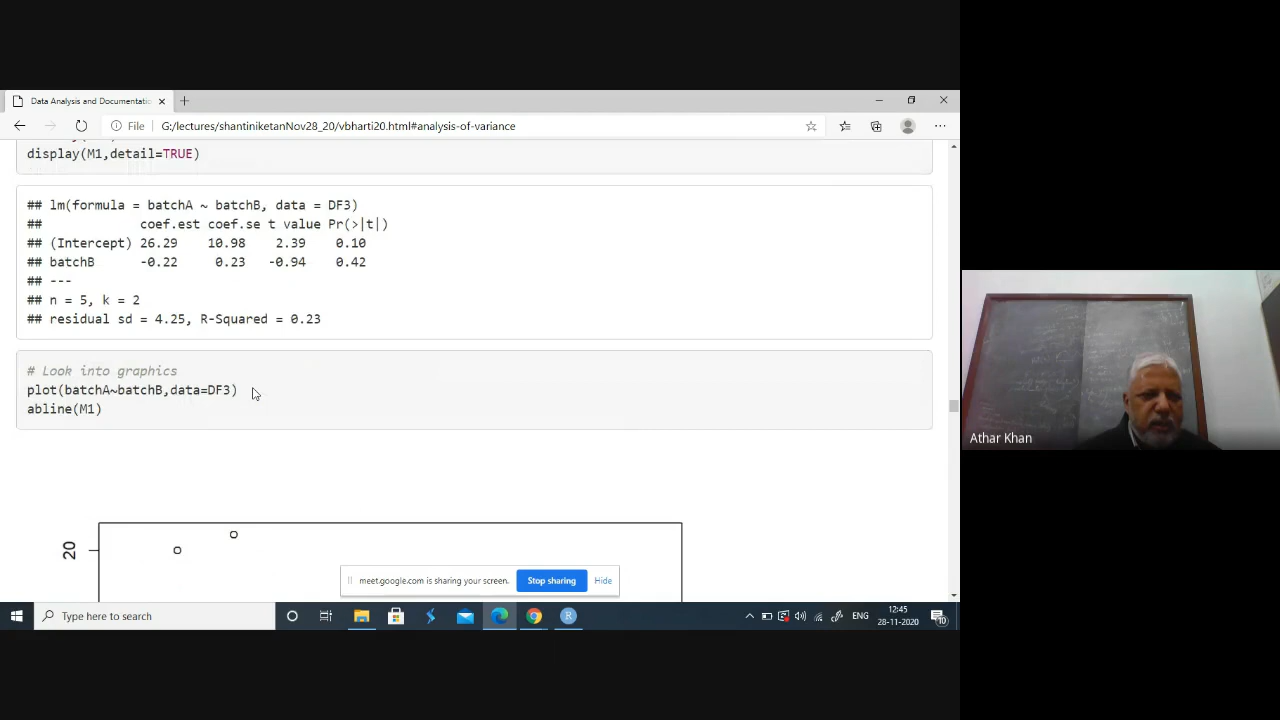 Data Analysis and Documentatic
File
G:/lectures/shantiniketanNov28_20/vbharti20.html#analysis-of-variance
display(M1,detail=TRUE)
## lm(formula = batchA ~ batchB, data = DF3)
## coef.est coef.se t value Pr(>|t|)
## (Intercept) 26.29 10.98 2.39 0.10
## batchB -0.22 0.23 -0.94 0.42
## ---
## n = 5, k = 2
## residual sd = 4.25, R-Squared = 0.23
# Look into graphics
plot(batchA~batchB,data=DF3)
abline(M1)
Athar Khan
20
meet.google.com is sharing your screen.
Stop sharing
Hide
Type here to search
ENG
12:45
28-11-2020
10